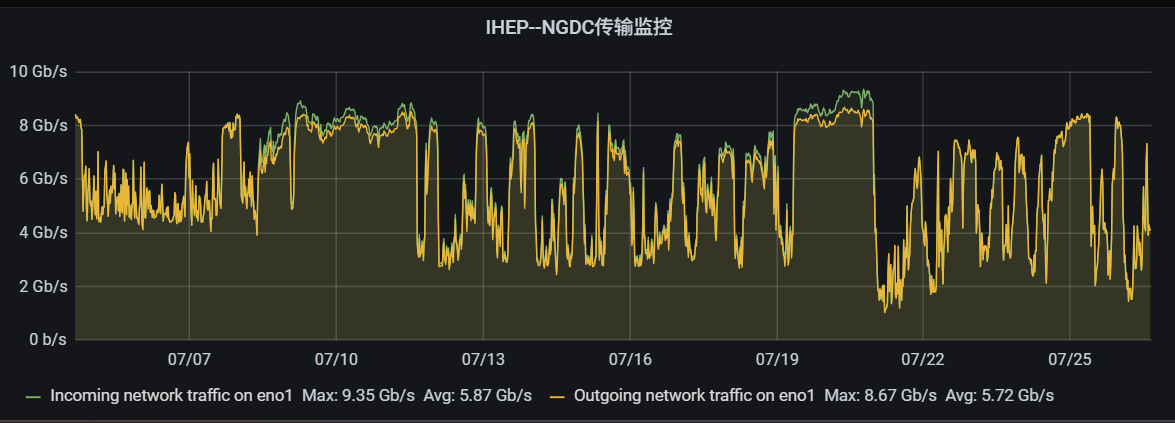 IHEP--NGDC传输监控
10 Gb/s
8 Gb/s
6 Gb/s
4 Gb/s
2 Gb/s
0 b/s
07/07 07/10 07/13 07/16 07/19 07/22 07/25
Incoming network traffic on eno1 Max: 9.35 Gb/s Avg: 5.87 Gb/s Outgoing network traffic on eno1 Max: 8.67 Gb/s Avg: 5.72 Gb/s